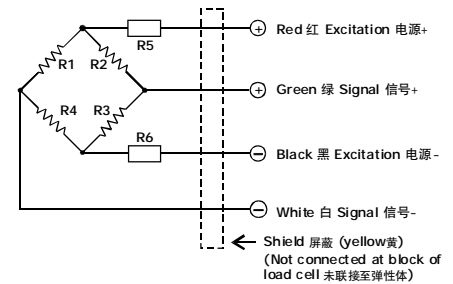 R5
Red 红 Excitation 电源+
R1 R2
Green 绿 Signal 信号+
R4 R3
R6
Black 黑 Excitation 电源-
White 白 Signal 信号-
Shield 屏蔽 (yellow黄)
(Not connected at block of
load cell 未联接至弹性体)